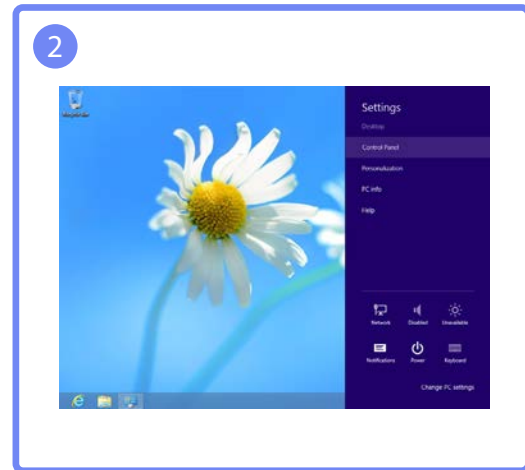 2
Settings
Desktop
Control Panel
Personalization
PC info
Help
Network Disabled Unavailable
Notifications Power Keyboard
Change PC settings